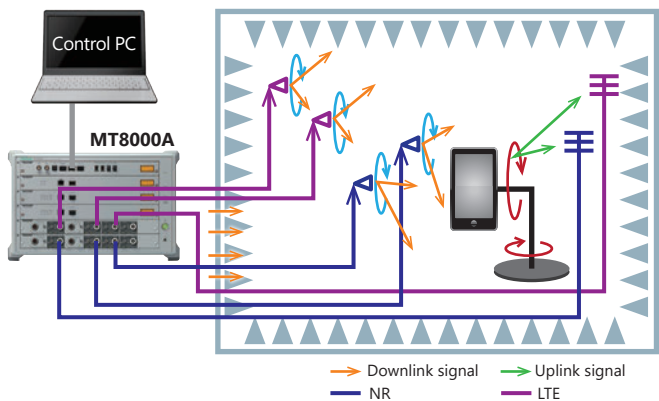 Control PC
MT8000A
Downlink signal
Uplink signal
NR
LTE